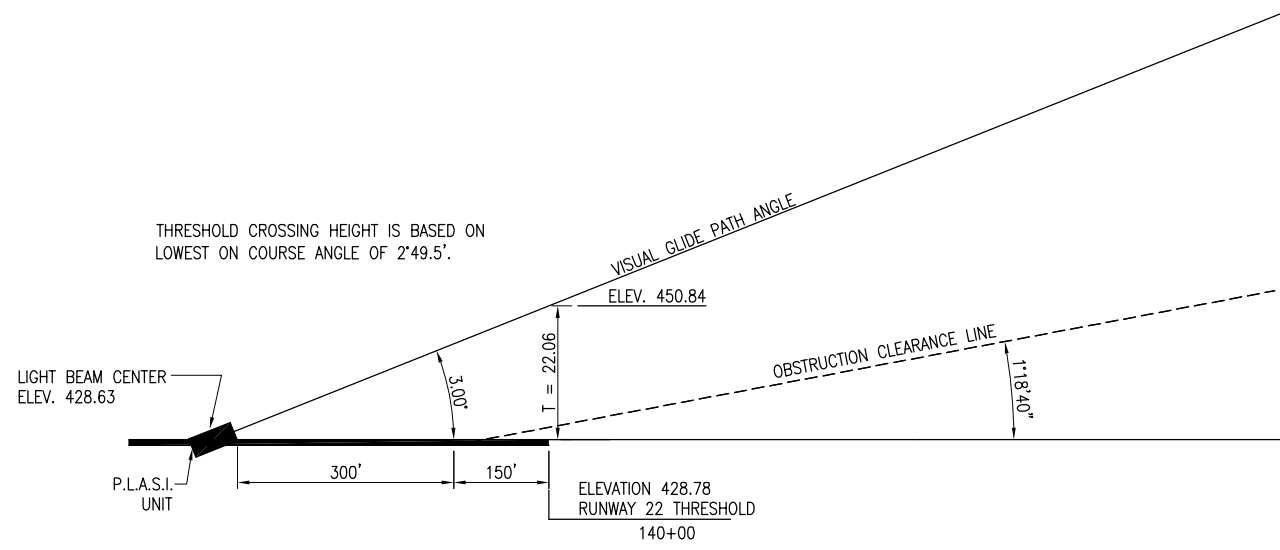 THRESHOLD CROSSING HEIGHT IS BASED ON
LOWEST ON COURSE ANGLE OF 2°49.5'.
VISUAL GLIDE PATH ANGLE
ELEV. 450.84
OBSTRUCTION CLEARANCE LINE
LIGHT BEAM CENTER
ELEV. 428.63
3.00°
T = 22.06
1°18'40"
P.L.A.S.I.
UNIT
300'
150'
ELEVATION 428.78
RUNWAY 22 THRESHOLD
140+00